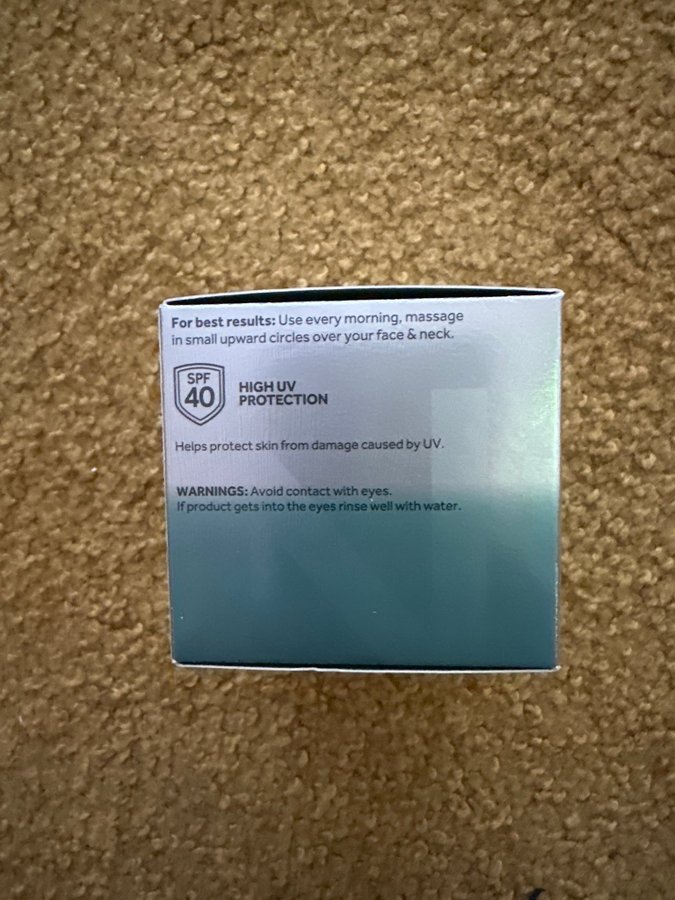 For best results: Use every morning, massage
in small upward circles over your face & neck.
SPF
40
HIGH UV
PROTECTION
Helps protect skin from damage caused by UV.
WARNINGS: Avoid contact with eyes.
If product gets into the eyes rinse well with water.